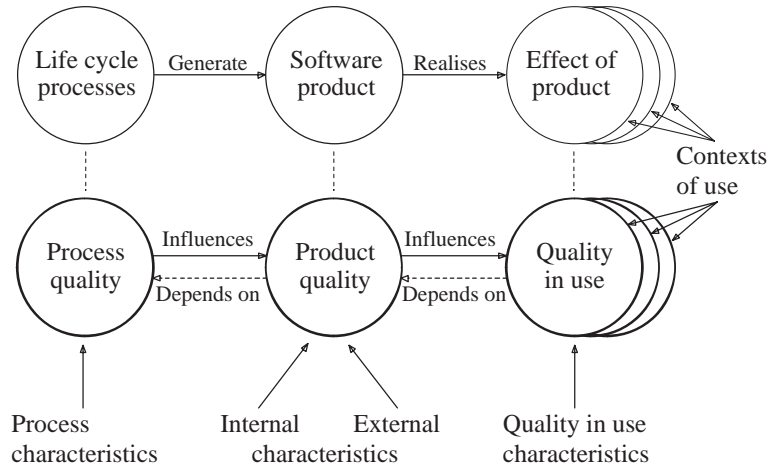 Life cycle
processes
Generate
Software
product
Realises
Effect of
product
Contexts
of use
Process
quality
Influences
Depends on
Product
quality
Influences
Depends on
Quality
in use
Process
characteristics
Internal External
characteristics
Quality in use
characteristics